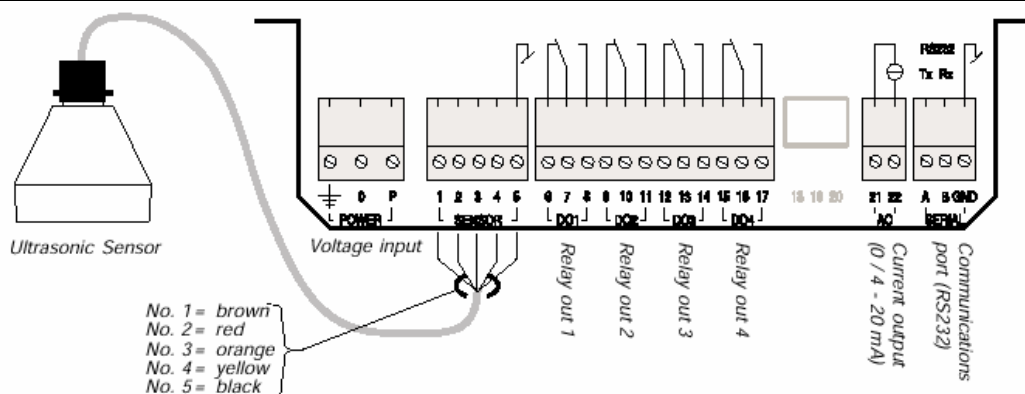 RS232
Tx Rx
0 P
1 2 3 4 5
6 7 8 9 10 11 12 13 14 15 16 17
18 19 20
21 22
A B GND
POWER
SENSOR
DO1
DO2
DO3
DO4
AO
SERIAL
Ultrasonic Sensor
Voltage input
Relay out 1
Relay out 2
Relay out 3
Relay out 4
Current output
(0 / 4 - 20 mA)
Communications
port (RS232)
No. 1= brown
No. 2= red
No. 3= orange
No. 4= yellow
No. 5= black